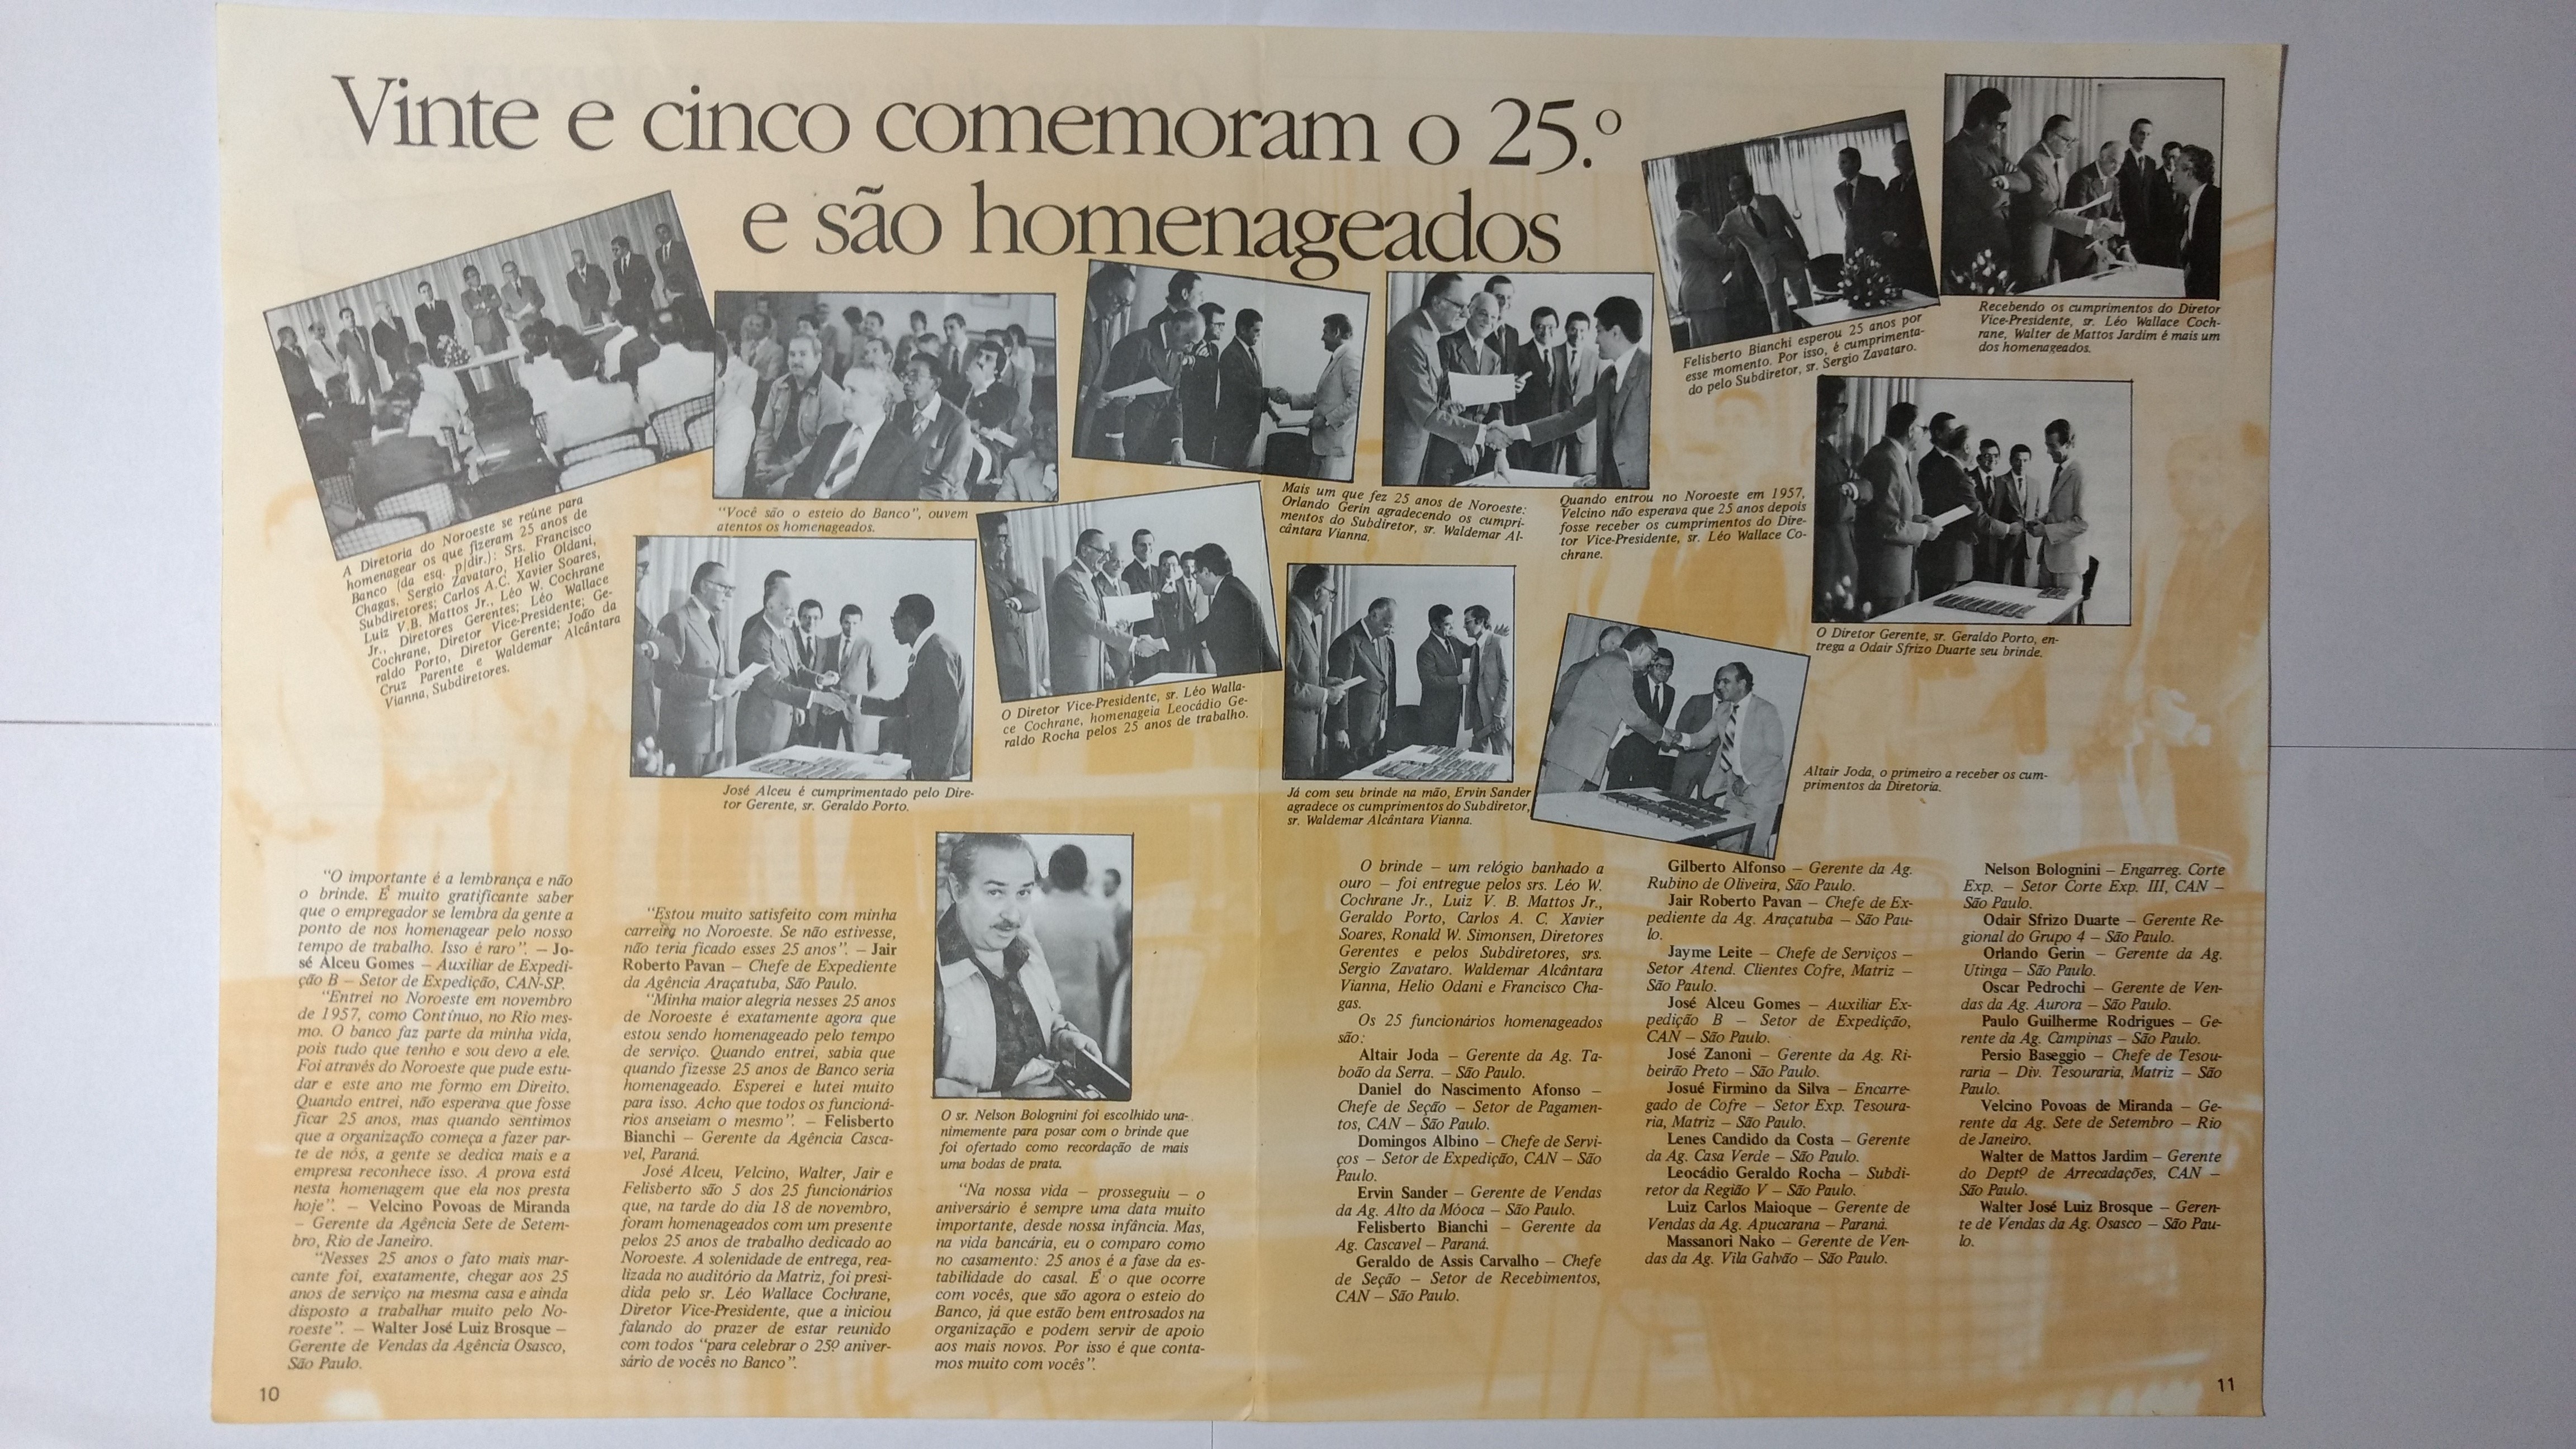 Vinte e cinco comemoram o 25.º
e são homenageados
A Diretoria do Noroeste se reúne para
homenagear os que fizeram 25 anos de
Banco (da esq. p/dir.): Srs. Francisco
Chagas, Sergio Zavataro, Helio Oldani,
Subdiretores; Carlos A.C. Xavier Soares,
Luiz V.B. Mattos Jr., Léo W. Cochrane
Jr., Diretores Gerentes; Léo Wallace
Cochrane, Diretor Vice-Presidente; Ge-
raldo Porto, Diretor Gerente; João da
Cruz Parente e Waldemar Alcântara
Vianna, Subdiretores.
"Você são o esteio do Banco", ouvem
atentos os homenageados.
Mais um que fez 25 anos de Noroeste:
Orlando Gerin agradecendo os cumpri-
mentos do Subdiretor, sr. Waldemar Al-
cântara Vianna.
Quando entrou no Noroeste em 1957,
Velcino não esperava que 25 anos depois
fosse receber os cumprimentos do Dire-
tor Vice-Presidente, sr. Léo Wallace Co-
chrane.
Felisberto Bianchi esperou 25 anos por
esse momento. Por isso, é cumprimenta-
do pelo Subdiretor, sr. Sergio Zavataro.
Recebendo os cumprimentos do Diretor
Vice-Presidente, sr. Léo Wallace Coch-
rane, Walter de Mattos Jardim é mais um
dos homenageados.
José Alceu é cumprimentado pelo Dire-
tor Gerente, sr. Geraldo Porto.
O Diretor Vice-Presidente, sr. Léo Walla-
ce Cochrane, homenageia Leocádio Ge-
raldo Rocha pelos 25 anos de trabalho.
Já com seu brinde na mão, Ervin Sander
agradece os cumprimentos do Subdiretor,
sr. Waldemar Alcântara Vianna.
O Diretor Gerente, sr. Geraldo Porto, en-
trega a Odair Sfrizo Duarte seu brinde.
Altair Joda, o primeiro a receber os cum-
primentos da Diretoria.
"O importante é a lembrança e não
o brinde. É muito gratificante saber
que o empregador se lembra da gente a
ponto de nos homenagear pelo nosso
tempo de trabalho. Isso é raro". – Jo-
sé Alceu Gomes – Auxiliar de Expedi-
ção B – Setor de Expedição, CAN-SP.
"Entrei no Noroeste em novembro
de 1957, como Contínuo, no Rio mes-
mo. O banco faz parte da minha vida,
pois tudo que tenho e sou devo a ele.
Foi através do Noroeste que pude estu-
dar e este ano me formo em Direito.
Quando entrei, não esperava que fosse
ficar 25 anos, mas quando sentimos
que a organização começa a fazer par-
te de nós, a gente se dedica mais e a
empresa reconhece isso. A prova está
nesta homenagem que ela nos presta
hoje". – Velcino Povoas de Miranda
– Gerente da Agência Sete de Setem-
bro, Rio de Janeiro.
"Nesses 25 anos o fato mais mar-
cante foi, exatamente, chegar aos 25
anos de serviço na mesma casa e ainda
disposto a trabalhar muito pelo No-
roeste". – Walter José Luiz Brosque –
Gerente de Vendas da Agência Osasco,
São Paulo.
"Estou muito satisfeito com minha
carreira no Noroeste. Se não estivesse,
não teria ficado esses 25 anos". – Jair
Roberto Pavan – Chefe de Expediente
da Agência Araçatuba, São Paulo.
"Minha maior alegria nesses 25 anos
de Noroeste é exatamente agora que
estou sendo homenageado pelo tempo
de serviço. Quando entrei, sabia que
quando fizesse 25 anos de Banco seria
homenageado. Esperei e lutei muito
para isso. Acho que todos os funcioná-
rios anseiam o mesmo". – Felisberto
Bianchi – Gerente da Agência Casca-
vel, Paraná.
José Alceu, Velcino, Walter, Jair e
Felisberto são 5 dos 25 funcionários
que, na tarde do dia 18 de novembro,
foram homenageados com um presente
pelos 25 anos de trabalho dedicado ao
Noroeste. A solenidade de entrega, rea-
lizada no auditório da Matriz, foi presi-
dida pelo sr. Léo Wallace Cochrane,
Diretor Vice-Presidente, que a iniciou
falando do prazer de estar reunido
com todos "para celebrar o 25º aniver-
sário de vocês no Banco".
O sr. Nelson Bolognini foi escolhido una-
nimemente para posar com o brinde que
foi ofertado como recordação de mais
uma bodas de prata.
"Na nossa vida – prosseguiu – o
aniversário é sempre uma data muito
importante, desde nossa infância. Mas,
na vida bancária, eu o comparo como
no casamento: 25 anos é a fase da es-
tabilidade do casal. É o que ocorre
com vocês, que são agora o esteio do
Banco, já que estão bem entrosados na
organização e podem servir de apoio
aos mais novos. Por isso é que conta-
mos muito com vocês".
O brinde – um relógio banhado a
ouro – foi entregue pelos srs. Léo W.
Cochrane Jr., Luiz V. B. Mattos Jr.,
Geraldo Porto, Carlos A. C. Xavier
Soares, Ronald W. Simonsen, Diretores
Gerentes e pelos Subdiretores, srs.
Sergio Zavataro. Waldemar Alcântara
Vianna, Helio Odani e Francisco Cha-
gas.
Os 25 funcionários homenageados
são:
Altair Joda – Gerente da Ag. Ta-
boão da Serra. – São Paulo.
Daniel do Nascimento Afonso –
Chefe de Seção – Setor de Pagamen-
tos, CAN – São Paulo.
Domingos Albino – Chefe de Servi-
ços – Setor de Expedição, CAN – São
Paulo.
Ervin Sander – Gerente de Vendas
da Ag. Alto da Móoca – São Paulo.
Felisberto Bianchi – Gerente da
Ag. Cascavel – Paraná.
Geraldo de Assis Carvalho – Chefe
de Seção – Setor de Recebimentos,
CAN – São Paulo.
Gilberto Alfonso – Gerente da Ag.
Rubino de Oliveira, São Paulo.
Jair Roberto Pavan – Chefe de Ex-
pediente da Ag. Araçatuba – São Pau-
lo.
Jayme Leite – Chefe de Serviços –
Setor Atend. Clientes Cofre, Matriz –
São Paulo.
José Alceu Gomes – Auxiliar Ex-
pedição B – Setor de Expedição,
CAN – São Paulo.
José Zanoni – Gerente da Ag. Ri-
beirão Preto – São Paulo.
Josué Firmino da Silva – Encarre-
gado de Cofre – Setor Exp. Tesoura-
ria, Matriz – São Paulo.
Lenes Candido da Costa – Gerente
da Ag. Casa Verde – São Paulo.
Leocádio Geraldo Rocha – Subdi-
retor da Região V – São Paulo.
Luiz Carlos Maioque – Gerente de
Vendas da Ag. Apucarana – Paraná.
Massanori Nako – Gerente de Ven-
das da Ag. Vila Galvão – São Paulo.
Nelson Bolognini – Engarreg. Corte
Exp. – Setor Corte Exp. III, CAN –
São Paulo.
Odair Sfrizo Duarte – Gerente Re-
gional do Grupo 4 – São Paulo.
Orlando Gerin – Gerente da Ag.
Utinga – São Paulo.
Oscar Pedrochi – Gerente de Ven-
das da Ag. Aurora – São Paulo.
Paulo Guilherme Rodrigues – Ge-
rente da Ag. Campinas – São Paulo.
Persio Baseggio – Chefe de Tesou-
raria – Div. Tesouraria, Matriz – São
Paulo.
Velcino Povoas de Miranda – Ge-
rente da Ag. Sete de Setembro – Rio
de Janeiro.
Walter de Mattos Jardim – Gerente
do Deptº de Arrecadações, CAN –
São Paulo.
Walter José Luiz Brosque – Geren-
te de Vendas da Ag. Osasco – São Pau-
lo.
10
11